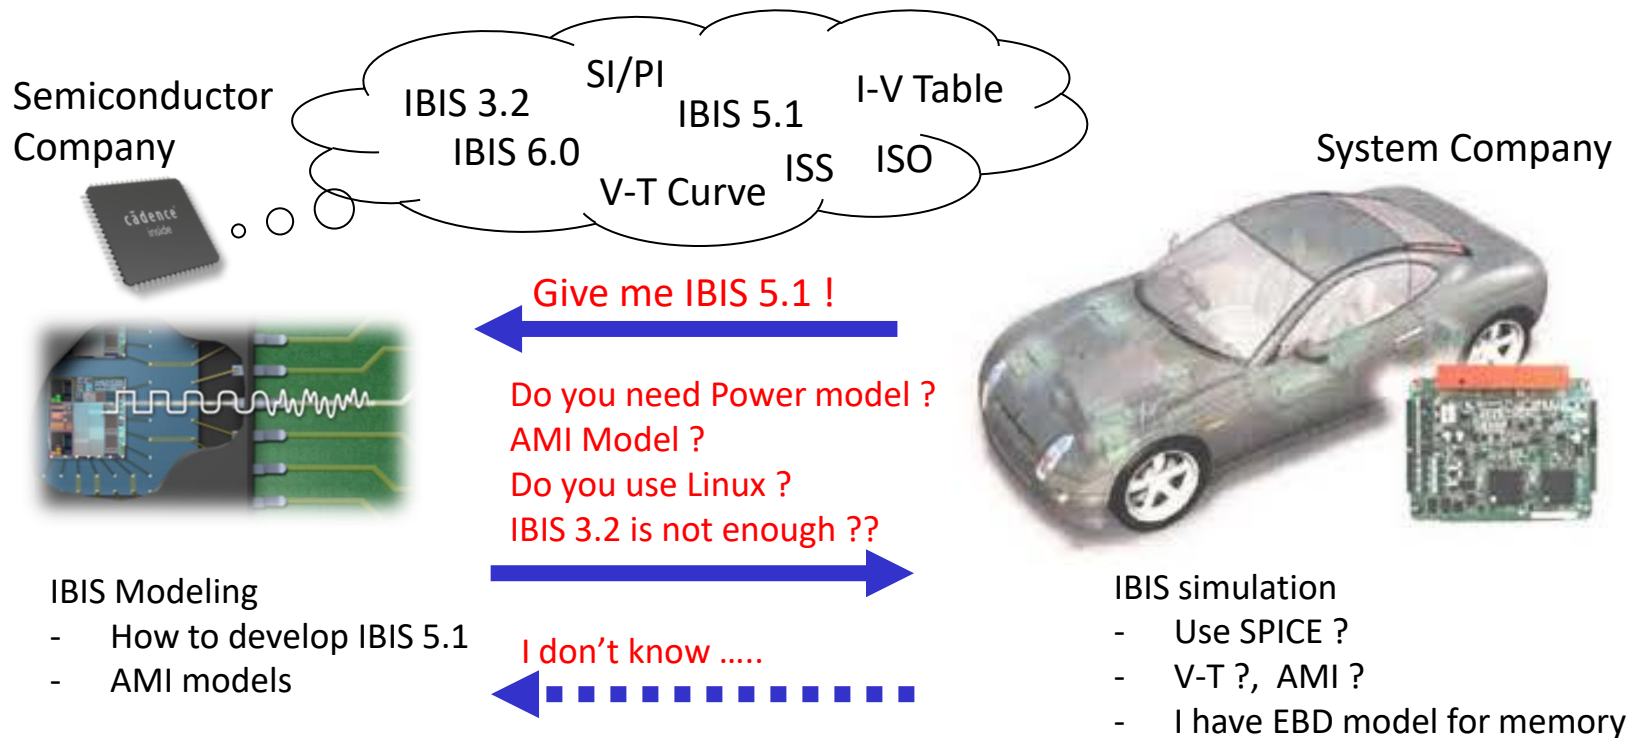 Semiconductor
Company
SI/PI
IBIS 3.2
IBIS 5.1
I-V Table
IBIS 6.0
ISS
ISO
V-T Curve
System Company
cādence
inside
Give me IBIS 5.1 !
Do you need Power model ?
AMI Model ?
Do you use Linux ?
IBIS 3.2 is not enough ??
I don’t know …..
IBIS Modeling
- How to develop IBIS 5.1
- AMI models
IBIS simulation
- Use SPICE ?
- V-T ?, AMI ?
- I have EBD model for memory